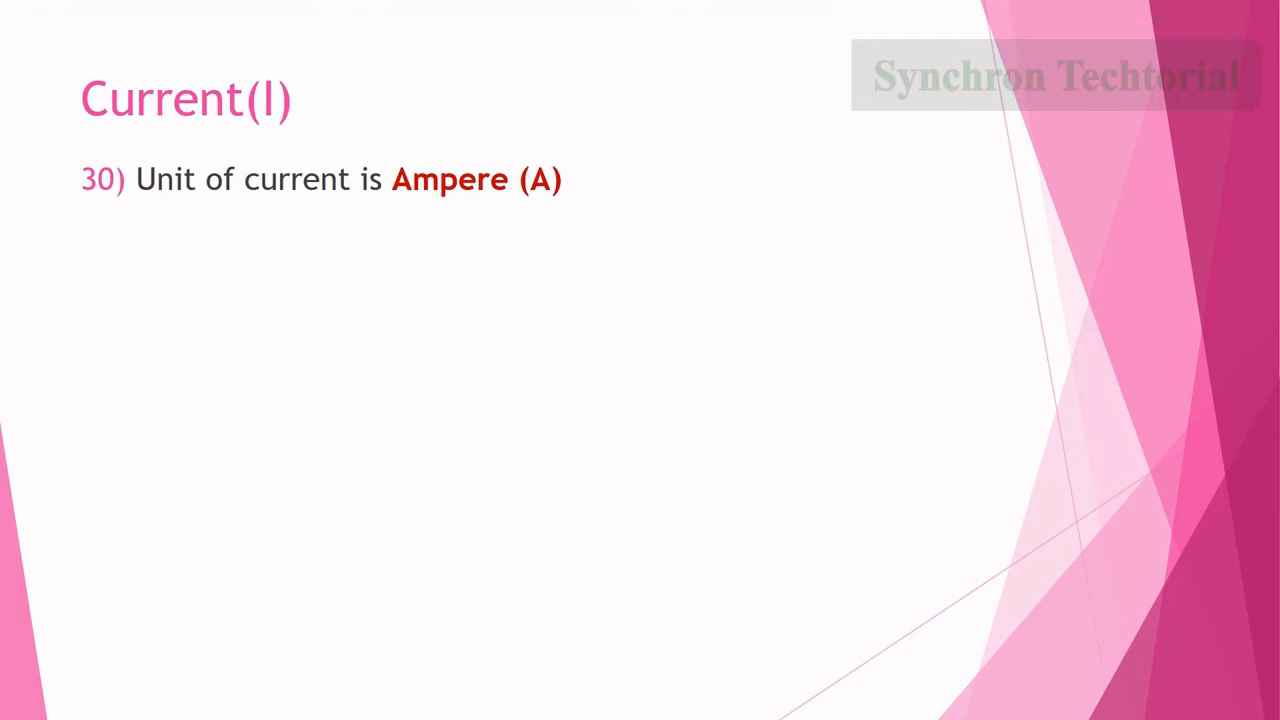 Synchron Techtorial
Current(I)
30) Unit of current is Ampere (A)